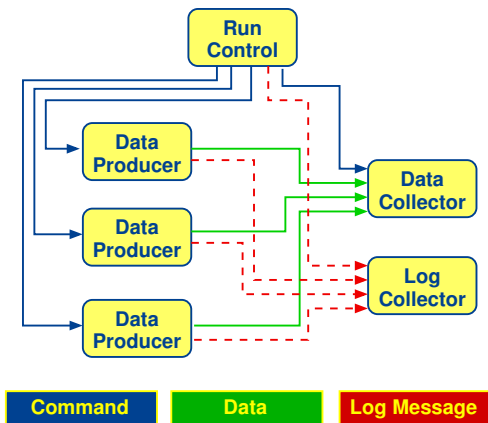 Run
Control
Data
Producer
Data
Collector
Data
Producer
Log
Collector
Data
Producer
Command
Data
Log Message